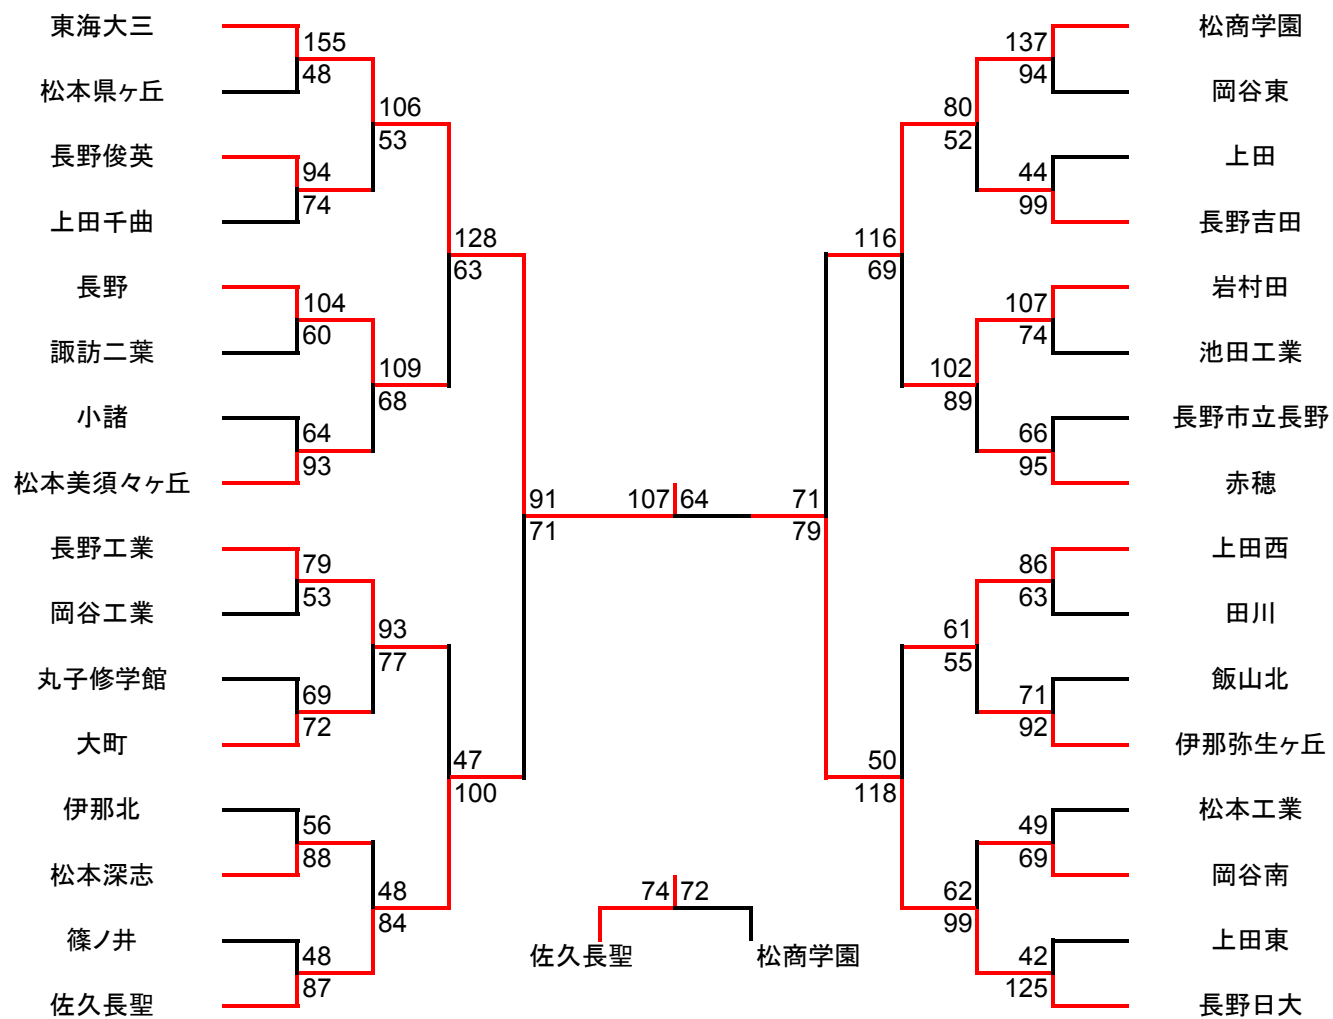 東海大三
155
48
松本県ヶ丘
106
53
長野俊英
94
74
上田千曲
128
63
長野
104
60
諏訪二葉
109
68
小諸
64
93
松本美須々ヶ丘
91
71
長野工業
79
53
岡谷工業
93
77
丸子修学館
69
72
大町
47
100
伊那北
56
88
松本深志
48
84
篠ノ井
48
87
佐久長聖
107 64
74 72
佐久長聖 松商学園
松商学園
137
94
岡谷東
80
52
上田
44
99
長野吉田
116
69
岩村田
107
74
池田工業
102
89
長野市立長野
66
95
赤穂
71
79
上田西
86
63
田川
61
55
飯山北
71
92
伊那弥生ヶ丘
50
118
松本工業
49
69
岡谷南
62
99
上田東
42
125
長野日大